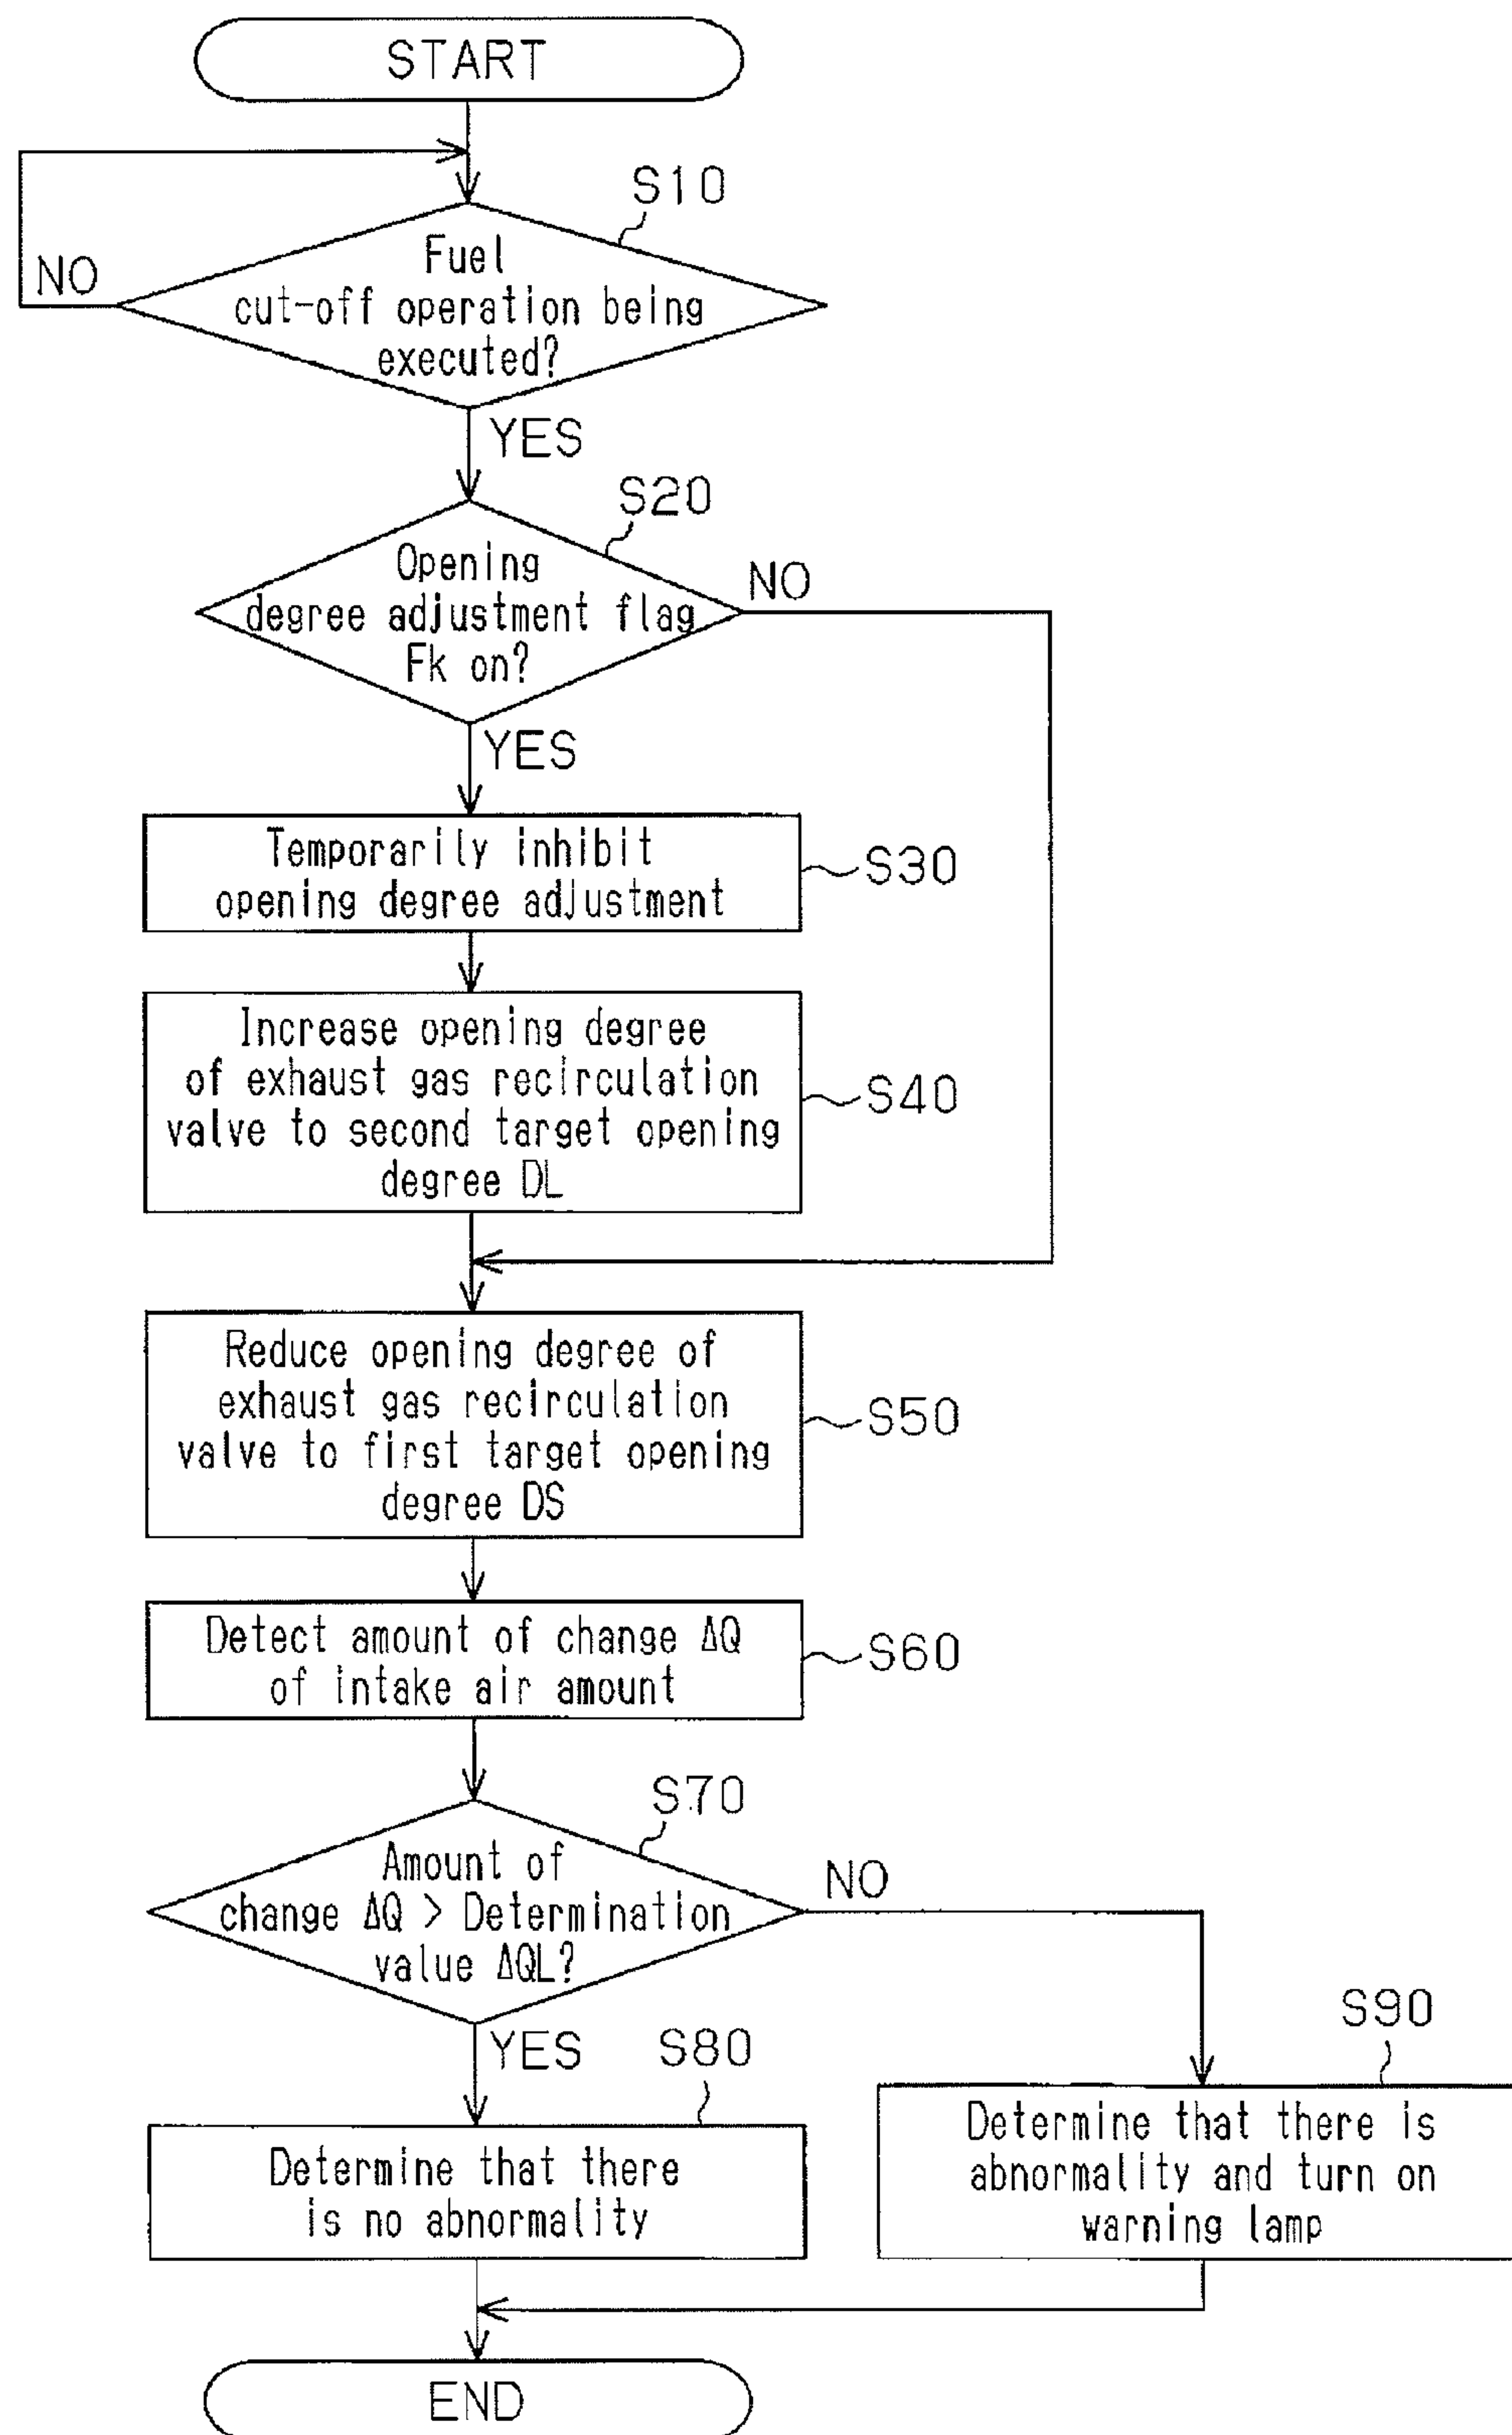 START
S10
Fuel
cut-off operation being
executed?
NO
YES
S20
Opening
degree adjustment flag
Fk on?
NO
YES
Temporarily inhibit
opening degree adjustment
S30
Increase opening degree
of exhaust gas recirculation
valve to second target opening
degree DL
S40
Reduce opening degree of
exhaust gas recirculation
valve to first target opening
degree DS
S50
Detect amount of change ΔQ
of intake air amount
S60
S70
Amount of
change ΔQ > Determination
value ΔQL?
NO
YES
S80
Determine that there
is no abnormality
S90
Determine that there is
abnormality and turn on
warning lamp
END